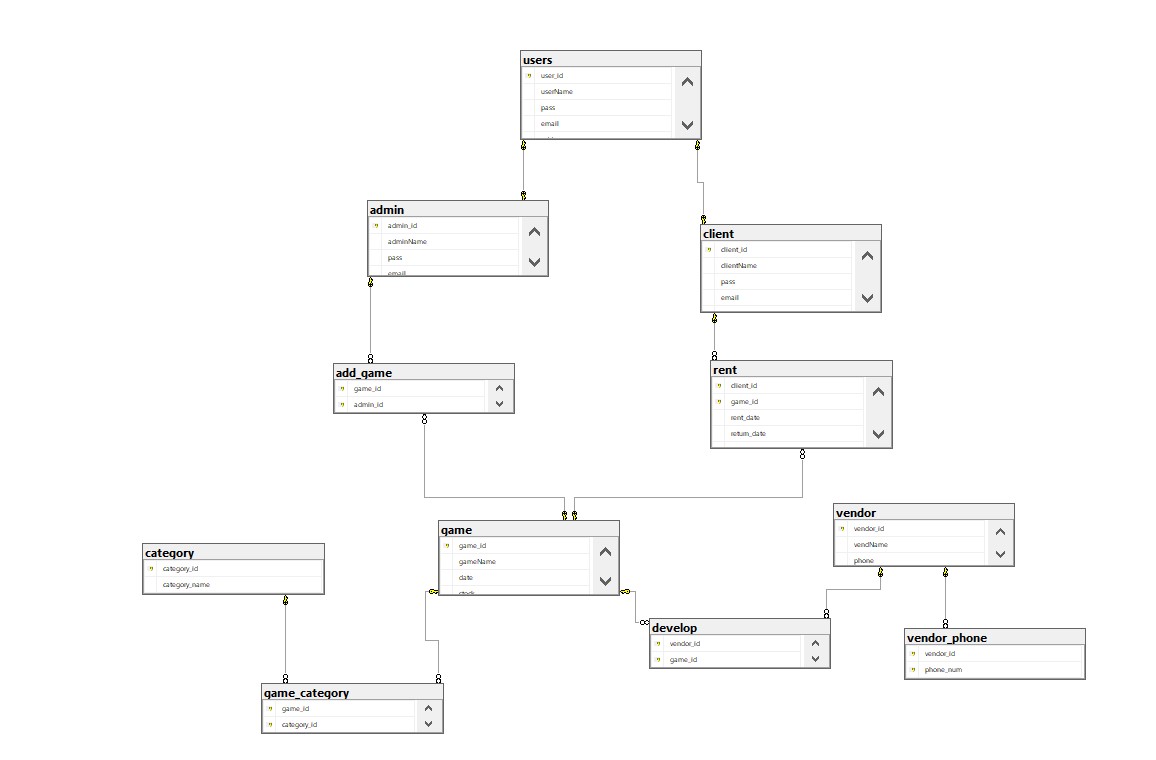 users
user_id
userName
pass
email
admin
admin_id
adminName
pass
email
client
client_id
clientName
pass
email
add_game
game_id
admin_id
rent
client_id
game_id
rent_date
return_date
game
game_id
gameName
date
stock
vendor
vendor_id
vendName
phone
category
category_id
category_name
develop
vendor_id
game_id
vendor_phone
vendor_id
phone_num
game_category
game_id
category_id